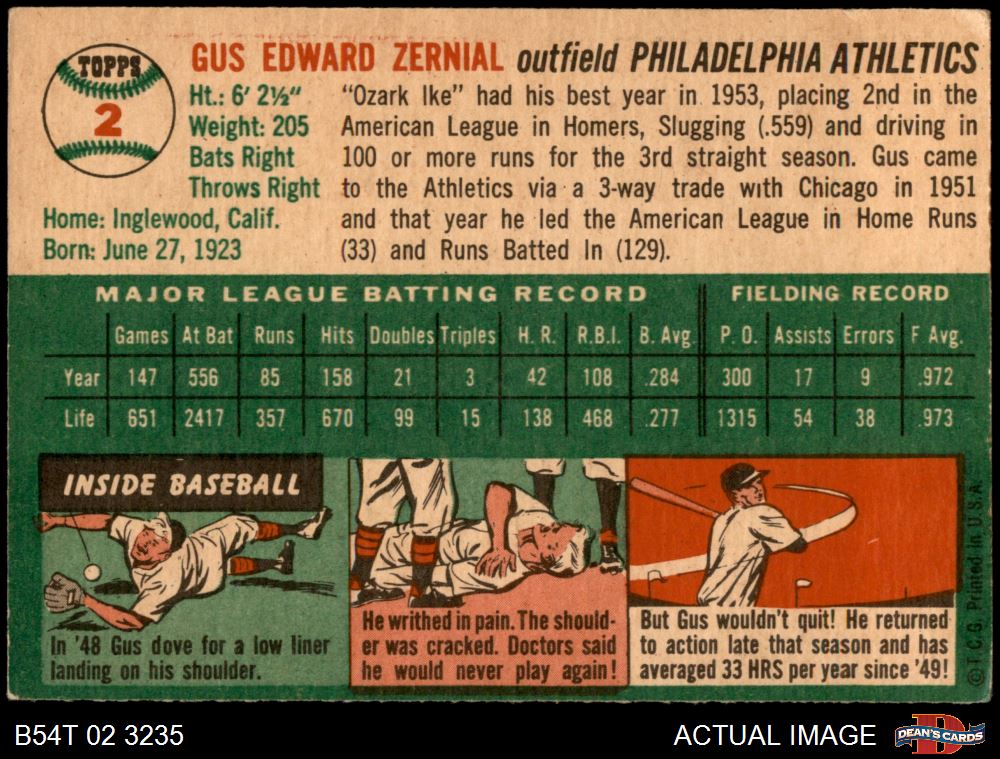 TOPPS
2
GUS EDWARD ZERNIAL outfield PHILADELPHIA ATHLETICS
Ht.: 6' 2½"
Weight: 205
Bats Right
Throws Right
Home: Inglewood, Calif.
Born: June 27, 1923
"Ozark Ike" had his best year in 1953, placing 2nd in the
American League in Homers, Slugging (.559) and driving in
100 or more runs for the 3rd straight season. Gus came
to the Athletics via a 3-way trade with Chicago in 1951
and that year he led the American League in Home Runs
(33) and Runs Batted In (129).
MAJOR LEAGUE BATTING RECORD FIELDING RECORD
Games At Bat Runs Hits Doubles Triples H. R. R.B.I. B. Avg. P. O. Assists Errors F Avg.
Year 147 556 85 158 21 3 42 108 .284 300 17 9 .972
Life 651 2417 357 670 99 15 138 468 .277 1315 54 38 .973
INSIDE BASEBALL
In '48 Gus dove for a low liner
landing on his shoulder.
He writhed in pain. The should-
er was cracked. Doctors said
he would never play again!
But Gus wouldn't quit! He returned
to action late that season and has
averaged 33 HRS per year since '49!
© T. C. G. Printed in U. S. A.
B54T 02 3235
ACTUAL IMAGE
D
DEAN'S CARDS